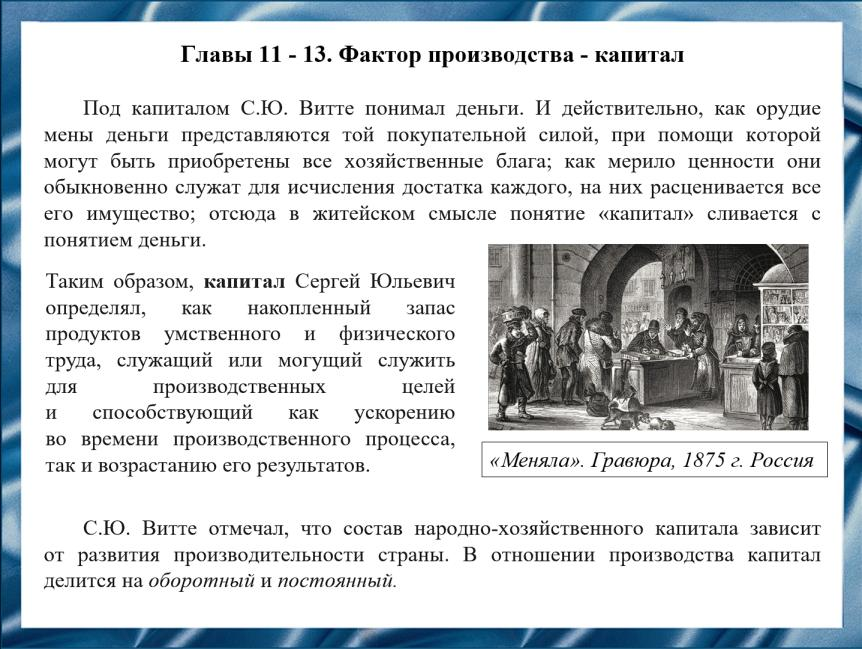 Главы 11 - 13. Фактор производства - капитал
Под капиталом С.Ю. Витте понимал деньги. И действительно, как орудие
мены деньги представляются той покупательной силой, при помощи которой
могут быть приобретены все хозяйственные блага; как мерило ценности они
обыкновенно служат для исчисления достатка каждого, на них расценивается все
его имущество; отсюда в житейском смысле понятие «капитал» сливается с
понятием деньги.
Таким образом, капитал Сергей Юльевич
определял, как накопленный запас
продуктов умственного и физического
труда, служащий или могущий служить
для производственных целей
и способствующий как ускорению
во времени производственного процесса,
так и возрастанию его результатов.
«Меняла». Гравюра, 1875 г. Россия
С.Ю. Витте отмечал, что состав народно-хозяйственного капитала зависит
от развития производительности страны. В отношении производства капитал
делится на оборотный и постоянный.